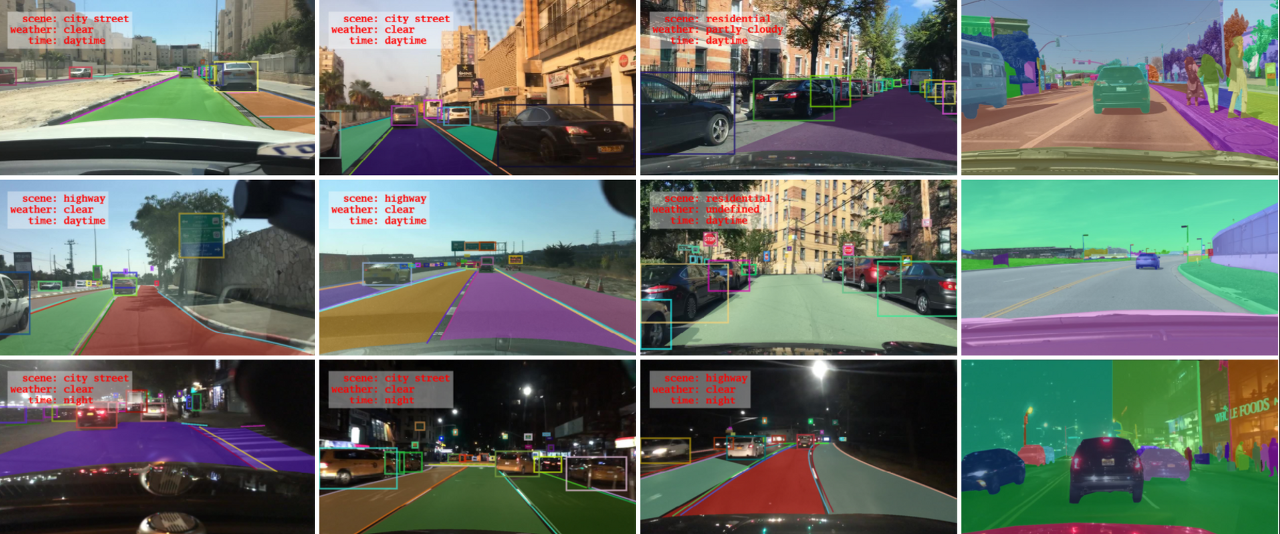 scene: city street
weather: clear
time: daytime
scene: city street
weather: clear
time: daytime
scene: residential
weather: partly cloudy
time: daytime
scene: highway
weather: clear
time: daytime
scene: highway
weather: clear
time: daytime
scene: residential
weather: undefined
time: daytime
STOP
scene: city street
weather: clear
time: night
scene: city street
weather: clear
time: night
scene: highway
weather: clear
time: night
WHOLE FOODS